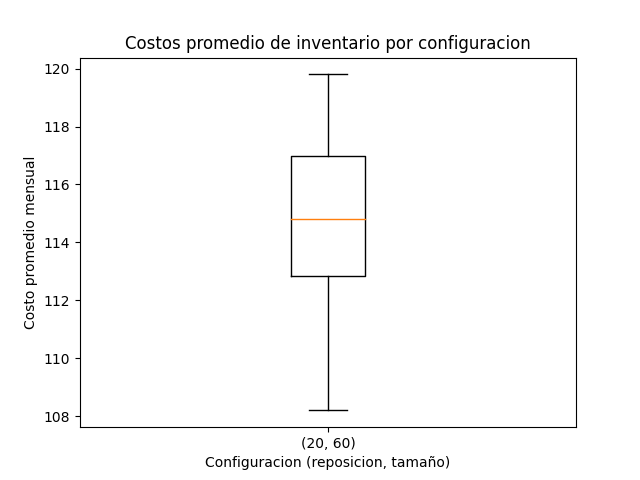 Costos promedio de inventario por configuracion
120
118
116
114
112
110
108
Costo promedio mensual
(20, 60)
Configuracion (reposicion, tamaño)